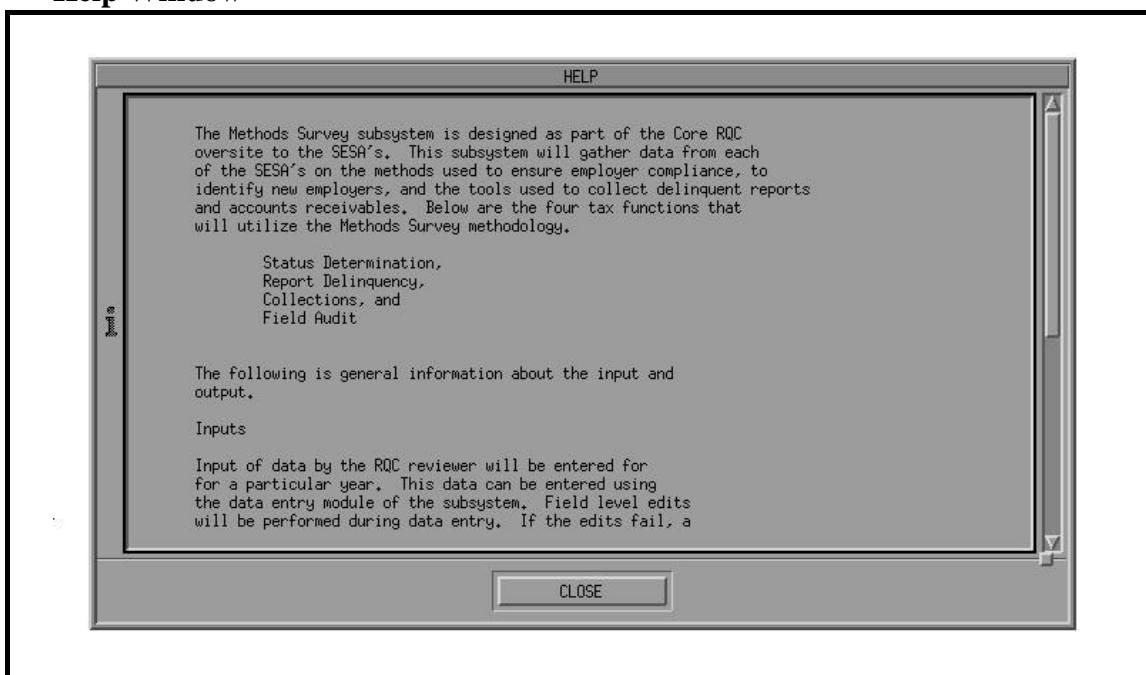 Help Window
HELP
The Methods Survey subsystem is designed as part of the Core RQC
oversite to the SESA's. This subsystem will gather data from each
of the SESA's on the methods used to ensure employer compliance, to
identify new employers, and the tools used to collect delinquent reports
and accounts receivables. Below are the four tax functions that
will utilize the Methods Survey methodology.
Status Determination,
Report Delinquency,
Collections, and
Field Audit
The following is general information about the input and
output.
Inputs
Input of data by the RQC reviewer will be entered for
for a particular year. This data can be entered using
the data entry module of the subsystem. Field level edits
will be performed during data entry. If the edits fail, a
CLOSE